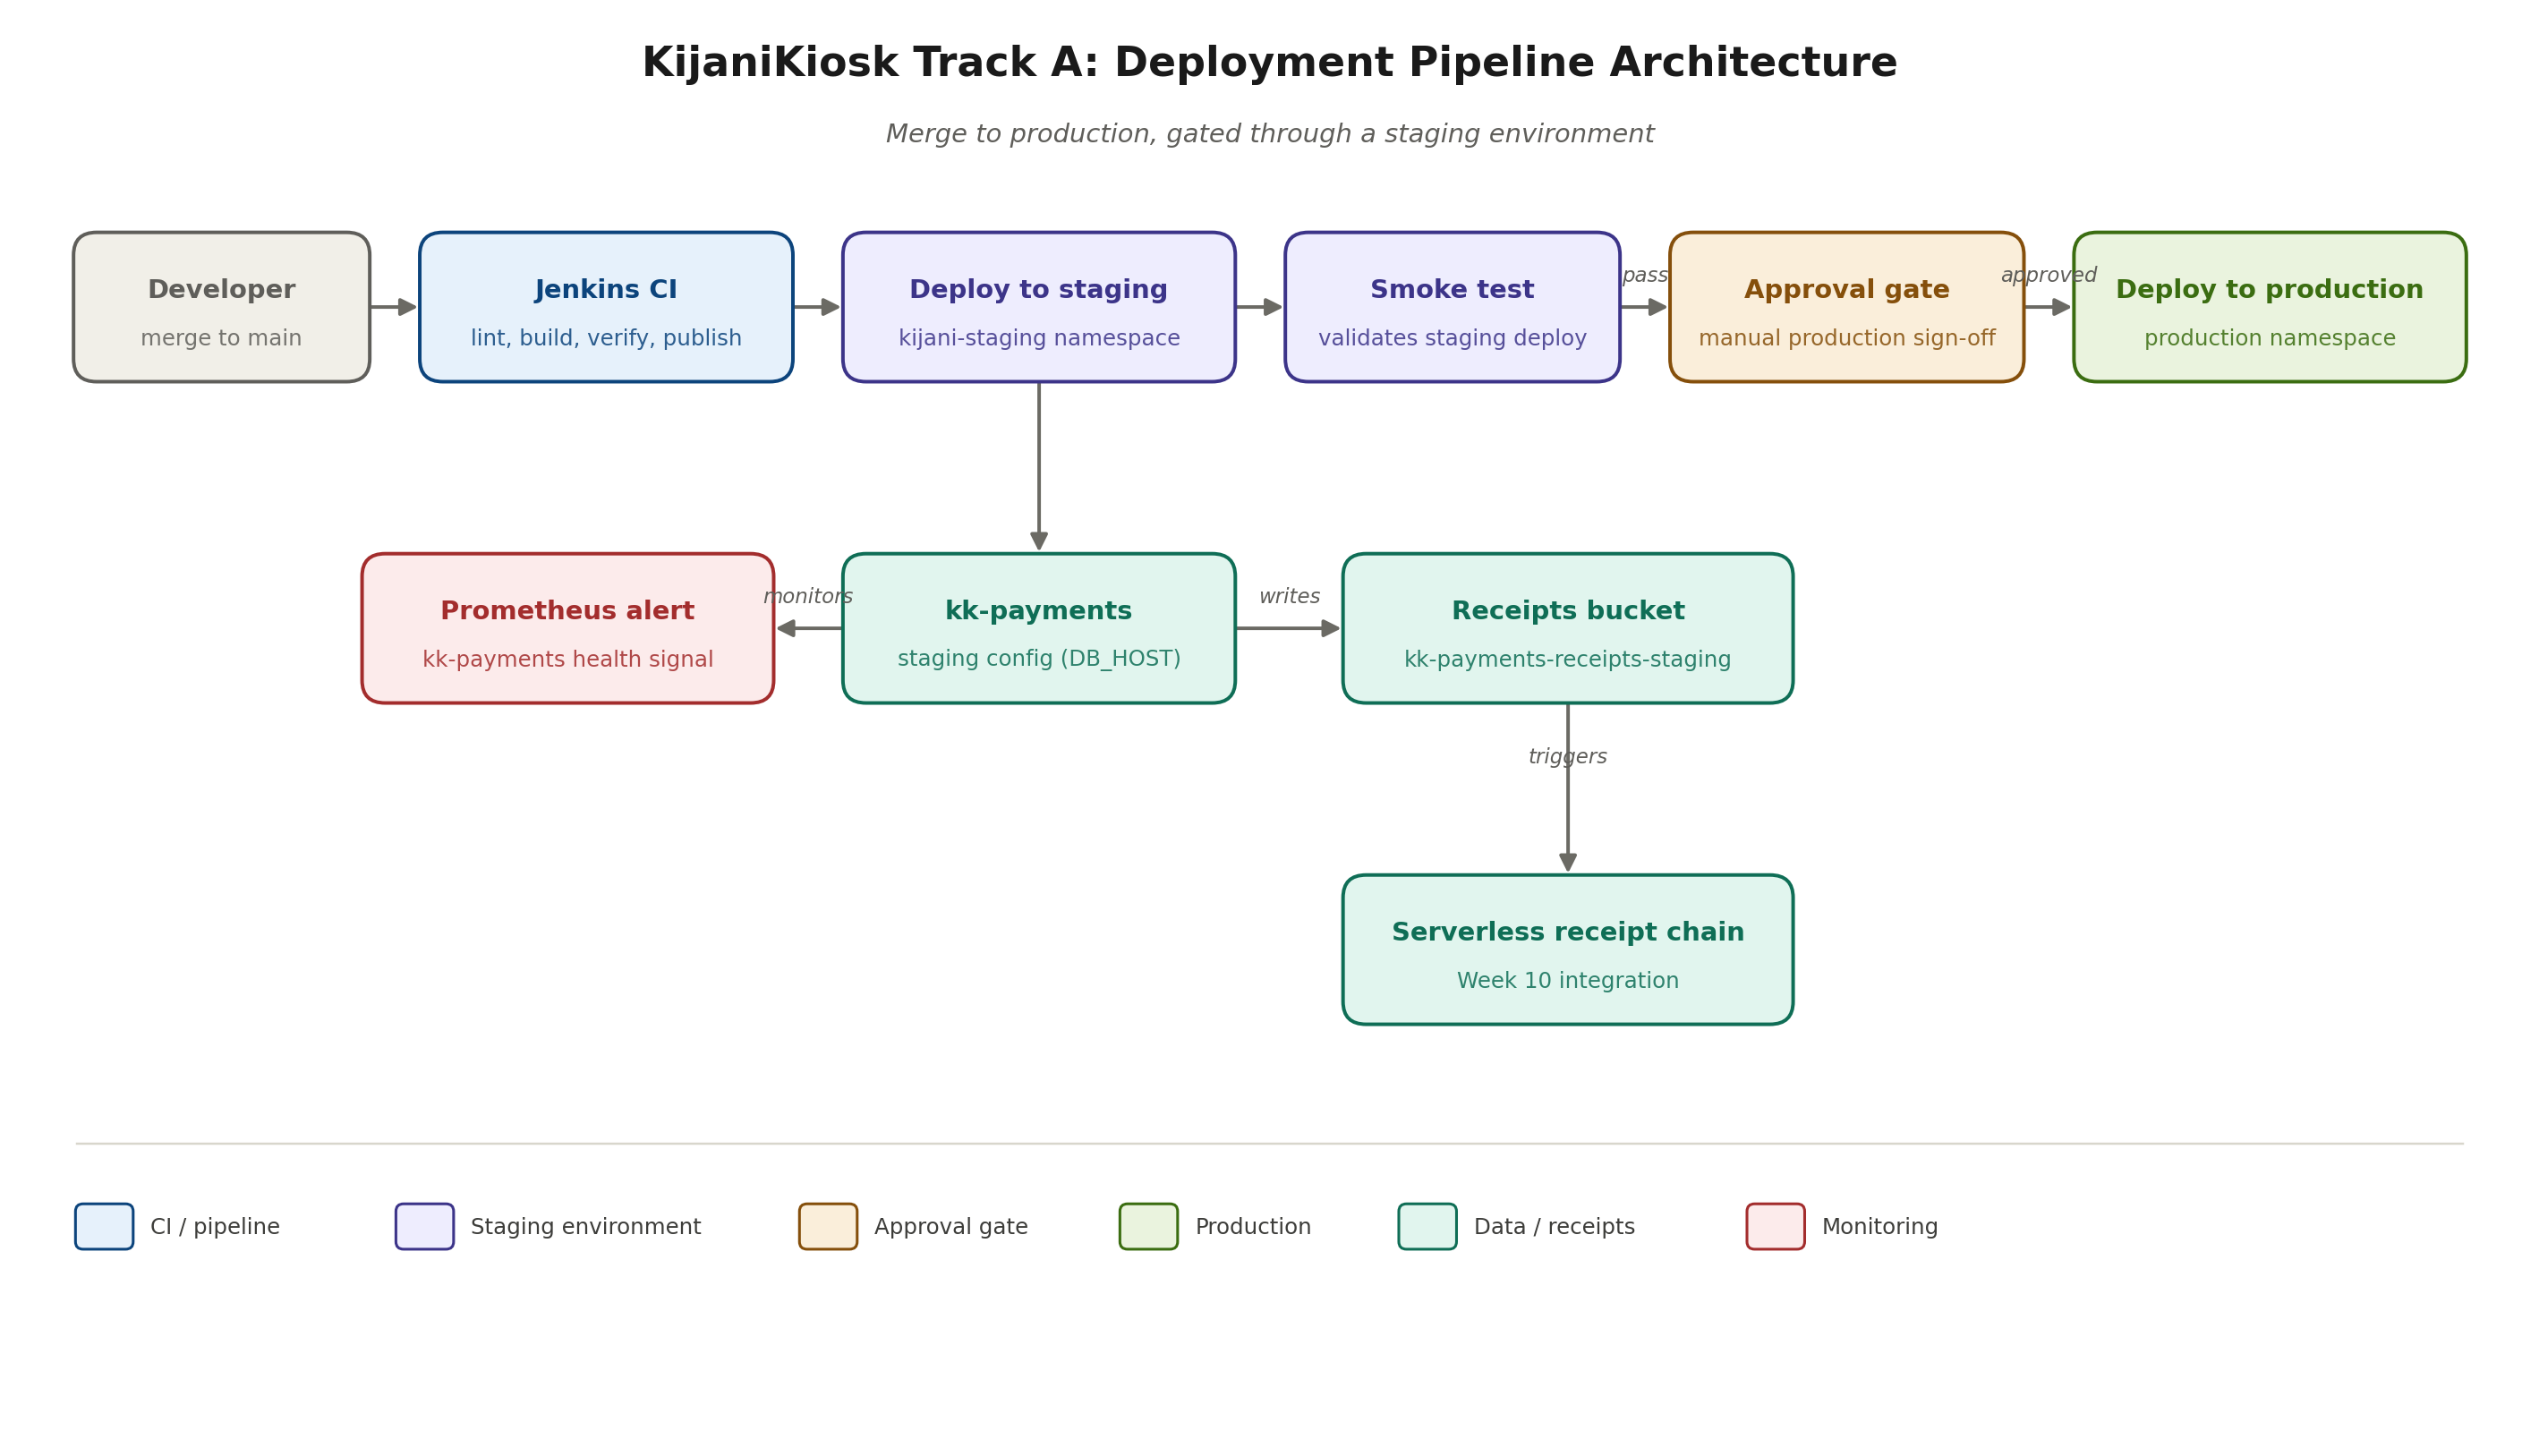 KijaniKiosk Track A: Deployment Pipeline Architecture
Merge to production, gated through a staging environment
Developer
merge to main
Jenkins CI
lint, build, verify, publish
Deploy to staging
kijani-staging namespace
Smoke test
validates staging deploy
pass
Approval gate
manual production sign-off
approved
Deploy to production
production namespace
Prometheus alert
kk-payments health signal
monitors
kk-payments
staging config (DB_HOST)
writes
Receipts bucket
kk-payments-receipts-staging
triggers
Serverless receipt chain
Week 10 integration
CI / pipeline
Staging environment
Approval gate
Production
Data / receipts
Monitoring